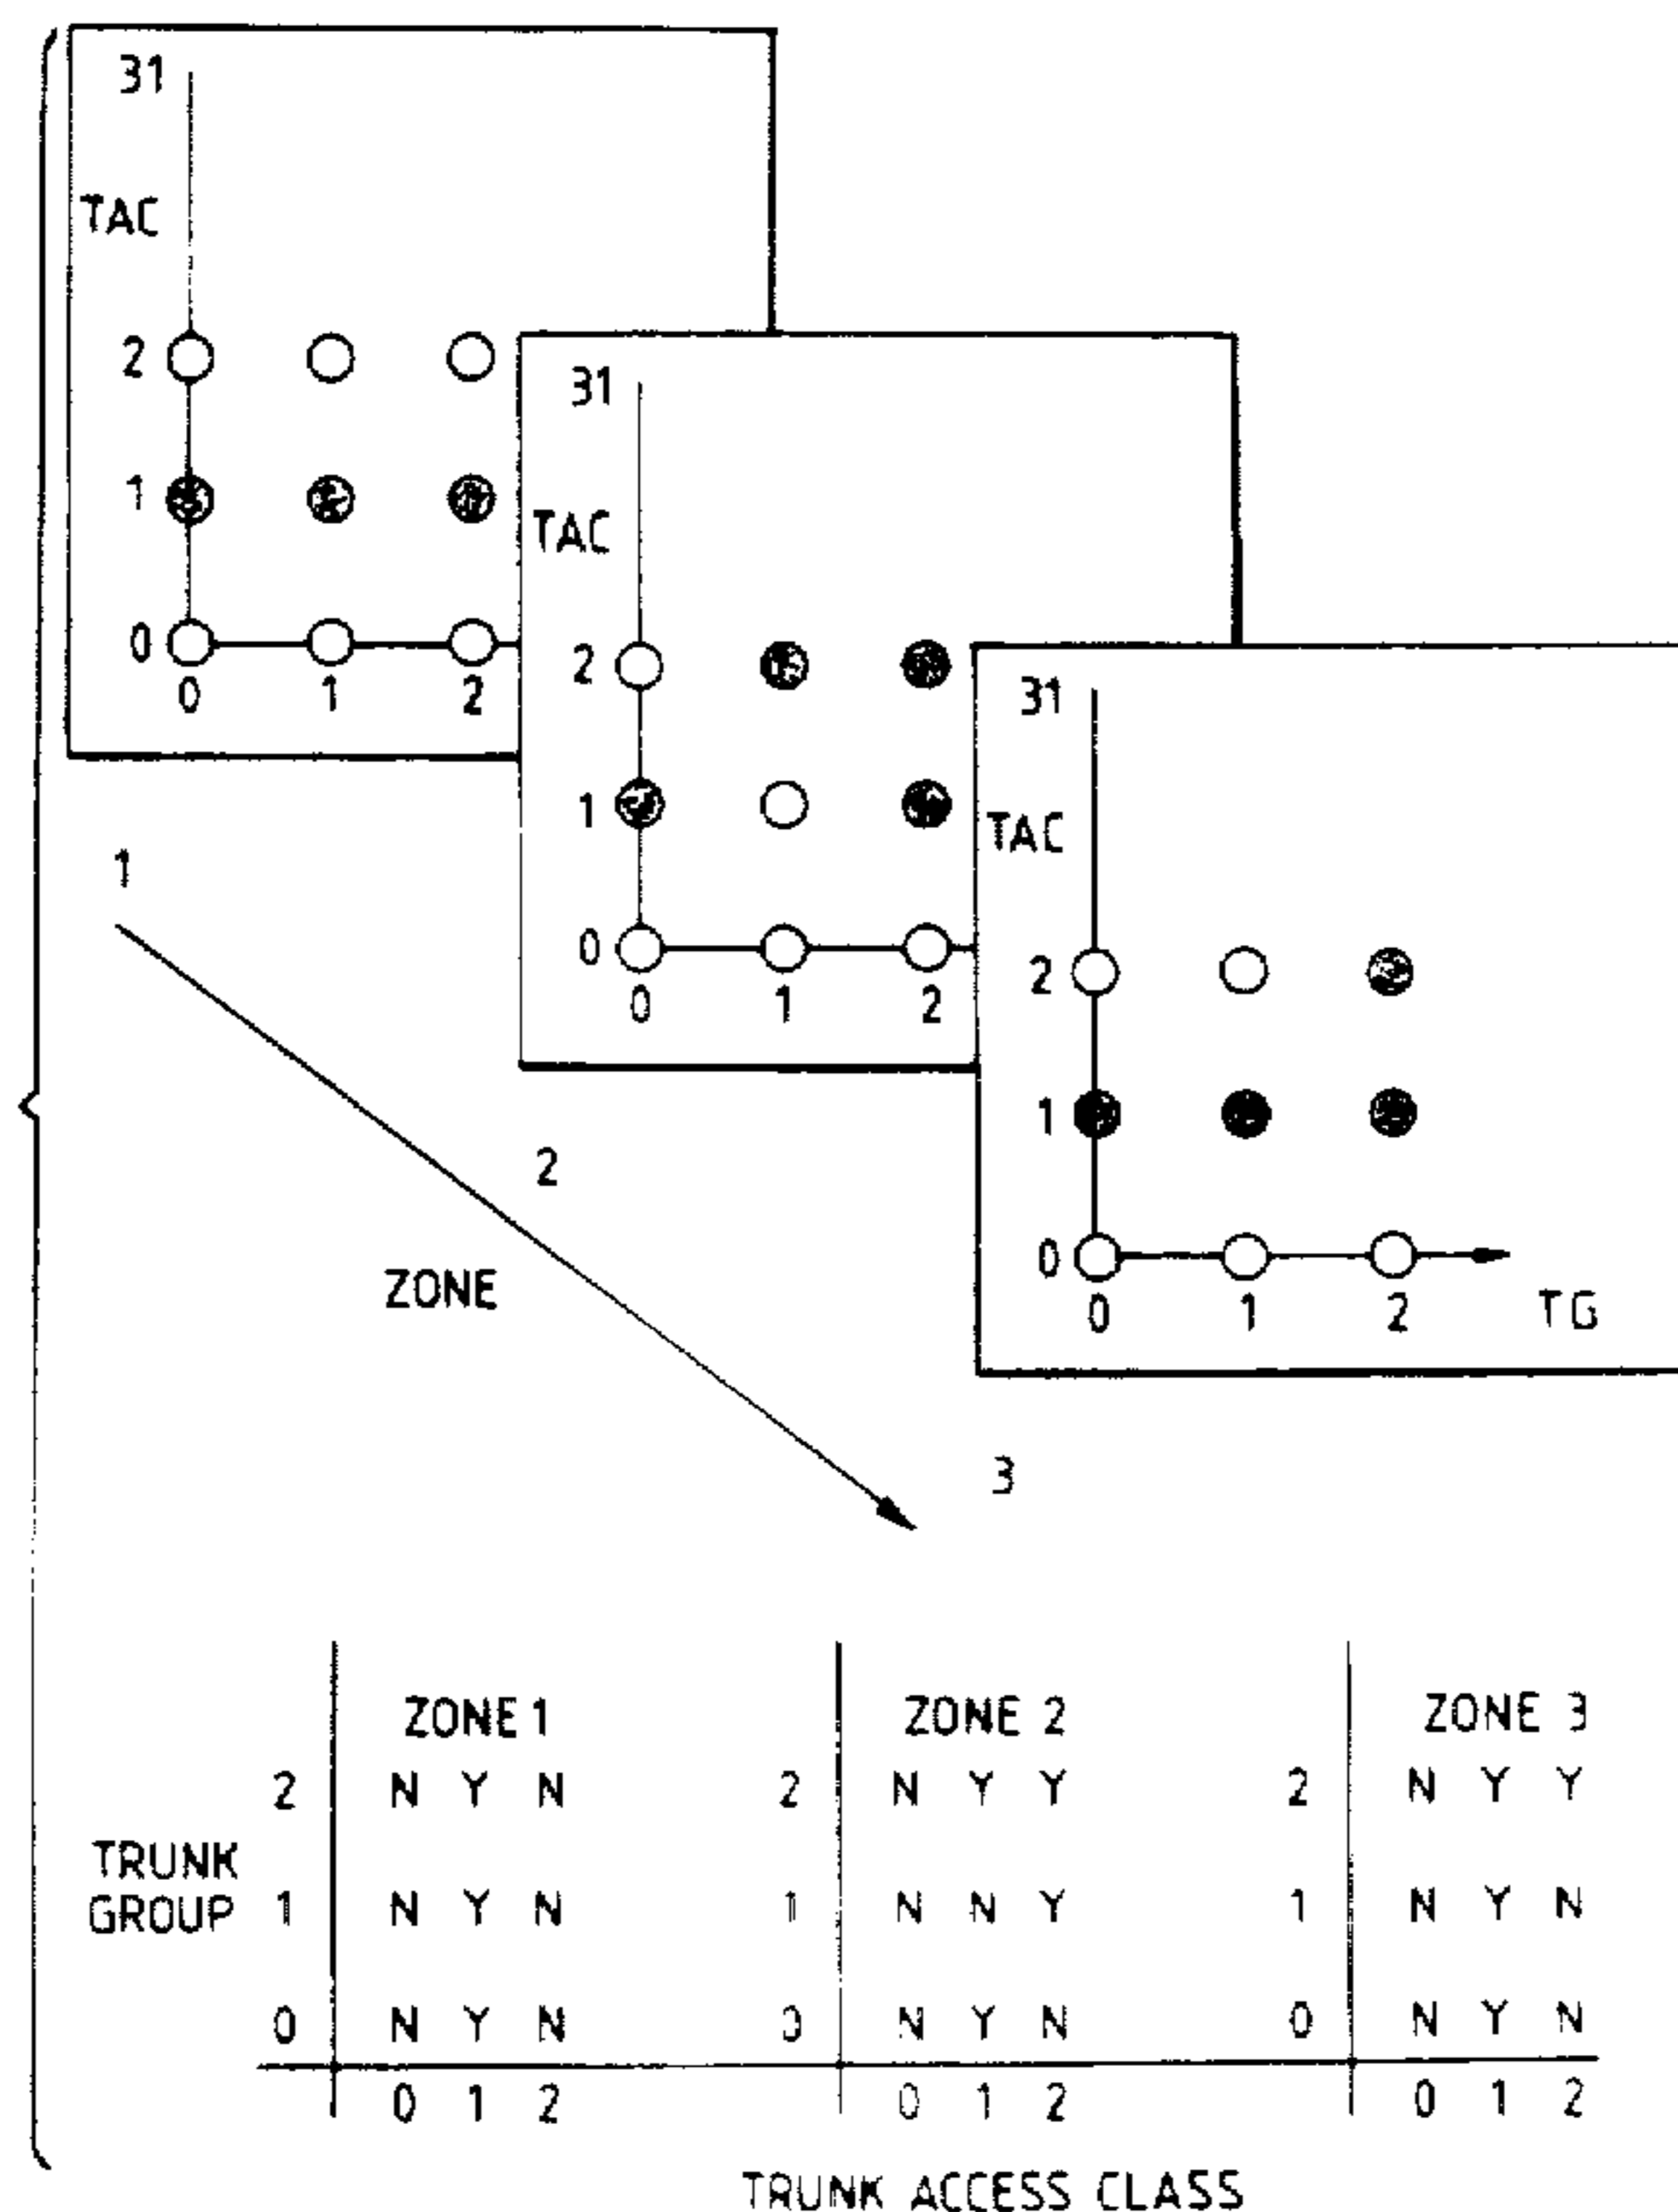 31
TAC
2
1
0
0 1 2
31
TAC
2
1
0
0 1 2
31
TAC
2
1
0
0 1 2 TG
1
2
ZONE
3
ZONE 1 ZONE 2 ZONE 3
2 N Y N 2 N Y Y 2 N Y Y
TRUNK
GROUP
1 N Y N 1 N N Y 1 N Y N
0 N Y N 0 N Y N 0 N Y N
0 1 2 0 1 2 0 1 2
TRUNK ACCESS CLASS